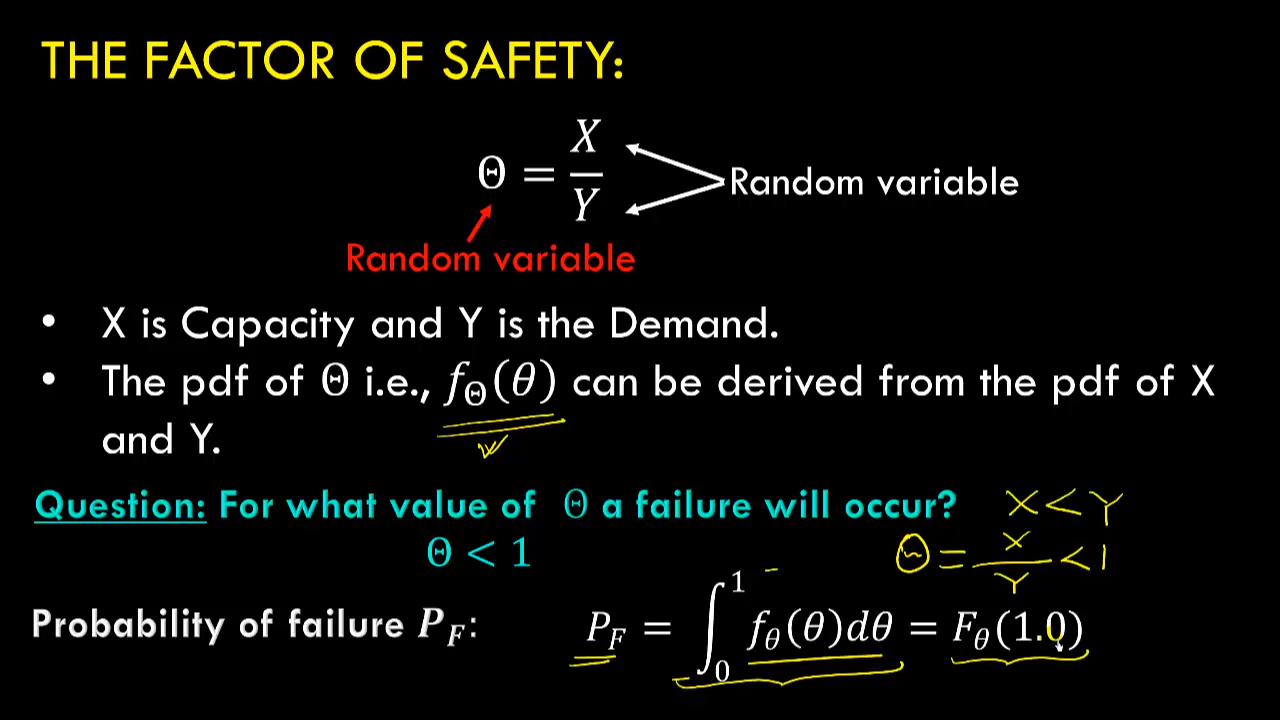 THE FACTOR OF SAFETY:
Θ = X / Y
Random variable
Random variable
• X is Capacity and Y is the Demand.
• The pdf of Θ i.e., f_Θ(θ) can be derived from the pdf of X
and Y.
Question: For what value of Θ a failure will occur?
X < Y
Θ < 1
Θ = X / Y < 1
Probability of failure P_F:
P_F = ∫₀¹ f_θ(θ)dθ = F_θ(1.0)